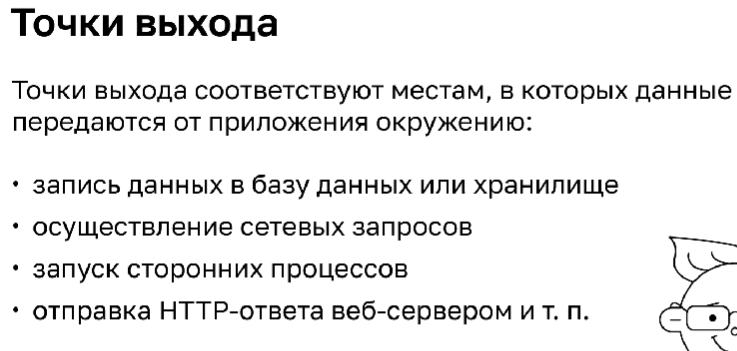 Точки выхода
Точки выхода соответствуют местам, в которых данные
передаются от приложения окружению:
• запись данных в базу данных или хранилище
• осуществление сетевых запросов
• запуск сторонних процессов
• отправка HTTP-ответа веб-сервером и т. п.